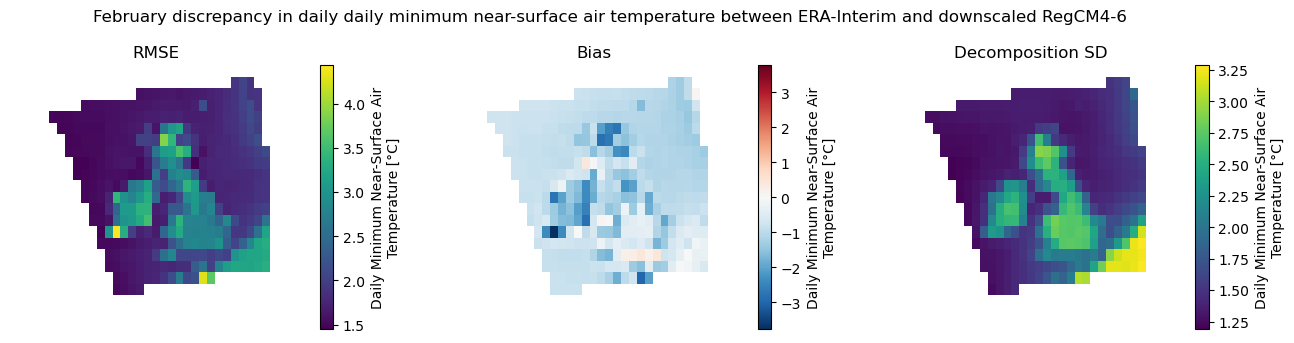 February discrepancy in daily daily minimum near-surface air temperature between ERA-Interim and downscaled RegCM4-6
RMSE
4.0
3.5
3.0
2.5
2.0
1.5
Daily Minimum Near-Surface Air
Temperature [°C]
Bias
3
2
1
0
−1
−2
−3
Daily Minimum Near-Surface Air
Temperature [°C]
Decomposition SD
3.25
3.00
2.75
2.50
2.25
2.00
1.75
1.50
1.25
Daily Minimum Near-Surface Air
Temperature [°C]